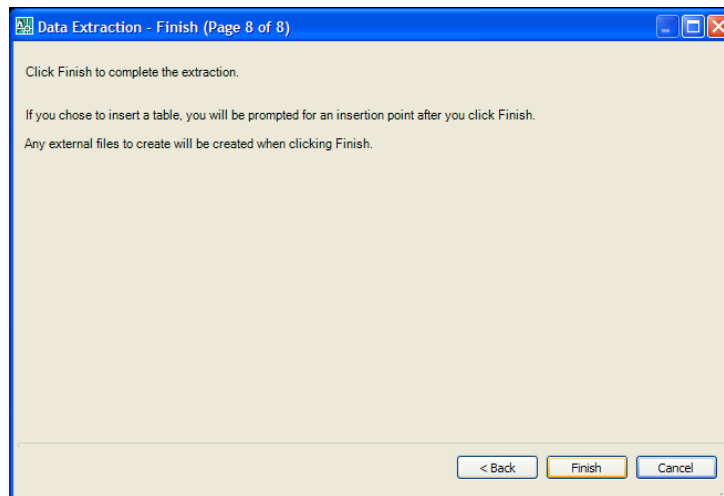 Data Extraction - Finish (Page 8 of 8)
Click Finish to complete the extraction.
If you chose to insert a table, you will be prompted for an insertion point after you click Finish.
Any external files to create will be created when clicking Finish.
< Back Finish Cancel